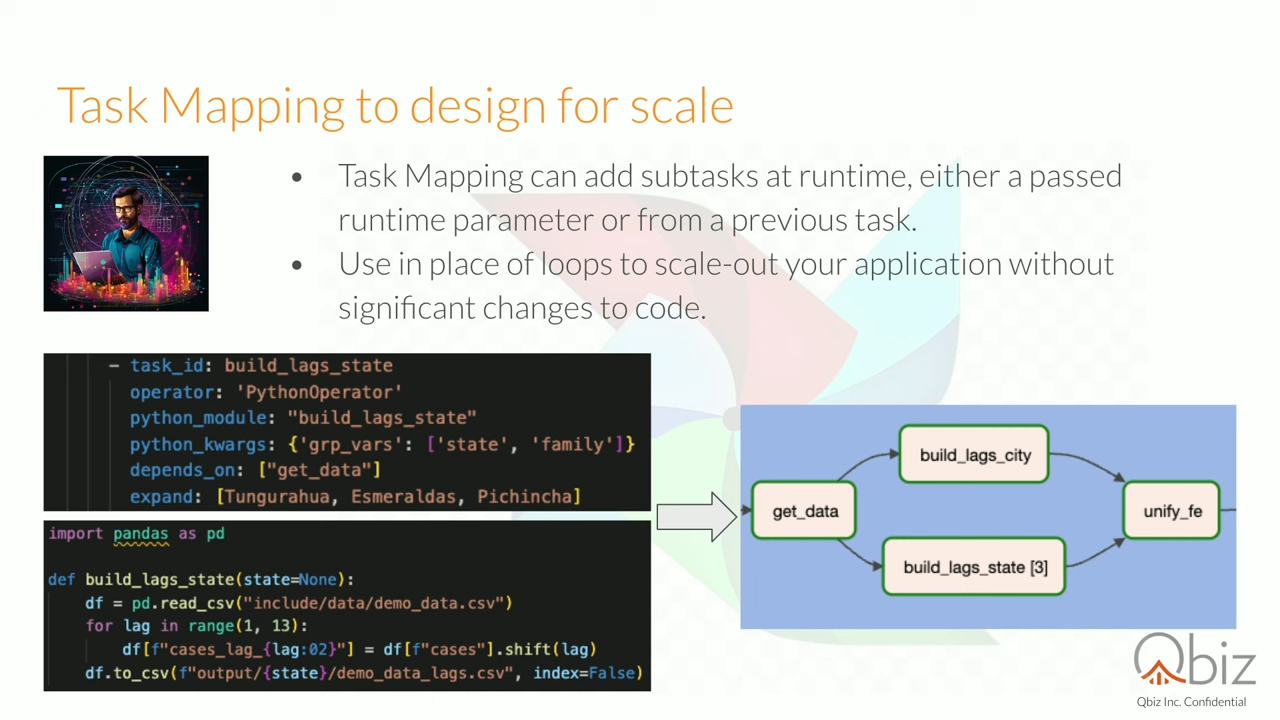 Task Mapping to design for scale
• Task Mapping can add subtasks at runtime, either a passed
runtime parameter or from a previous task.
• Use in place of loops to scale-out your application without
significant changes to code.
- task_id: build_lags_state
operator: 'PythonOperator'
python_module: "build_lags_state"
python_kwargs: {'grp_vars': ['state', 'family']}
depends_on: ["get_data"]
expand: [Tungurahua, Esmeraldas, Pichincha]
import pandas as pd
def build_lags_state(state=None):
df = pd.read_csv("include/data/demo_data.csv")
for lag in range(1, 13):
df[f"cases_lag_{lag:02}"] = df[f"cases"].shift(lag)
df.to_csv(f"output/{state}/demo_data_lags.csv", index=False)
get_data
build_lags_city
build_lags_state [3]
unify_fe
Qbiz
Qbiz Inc. Confidential